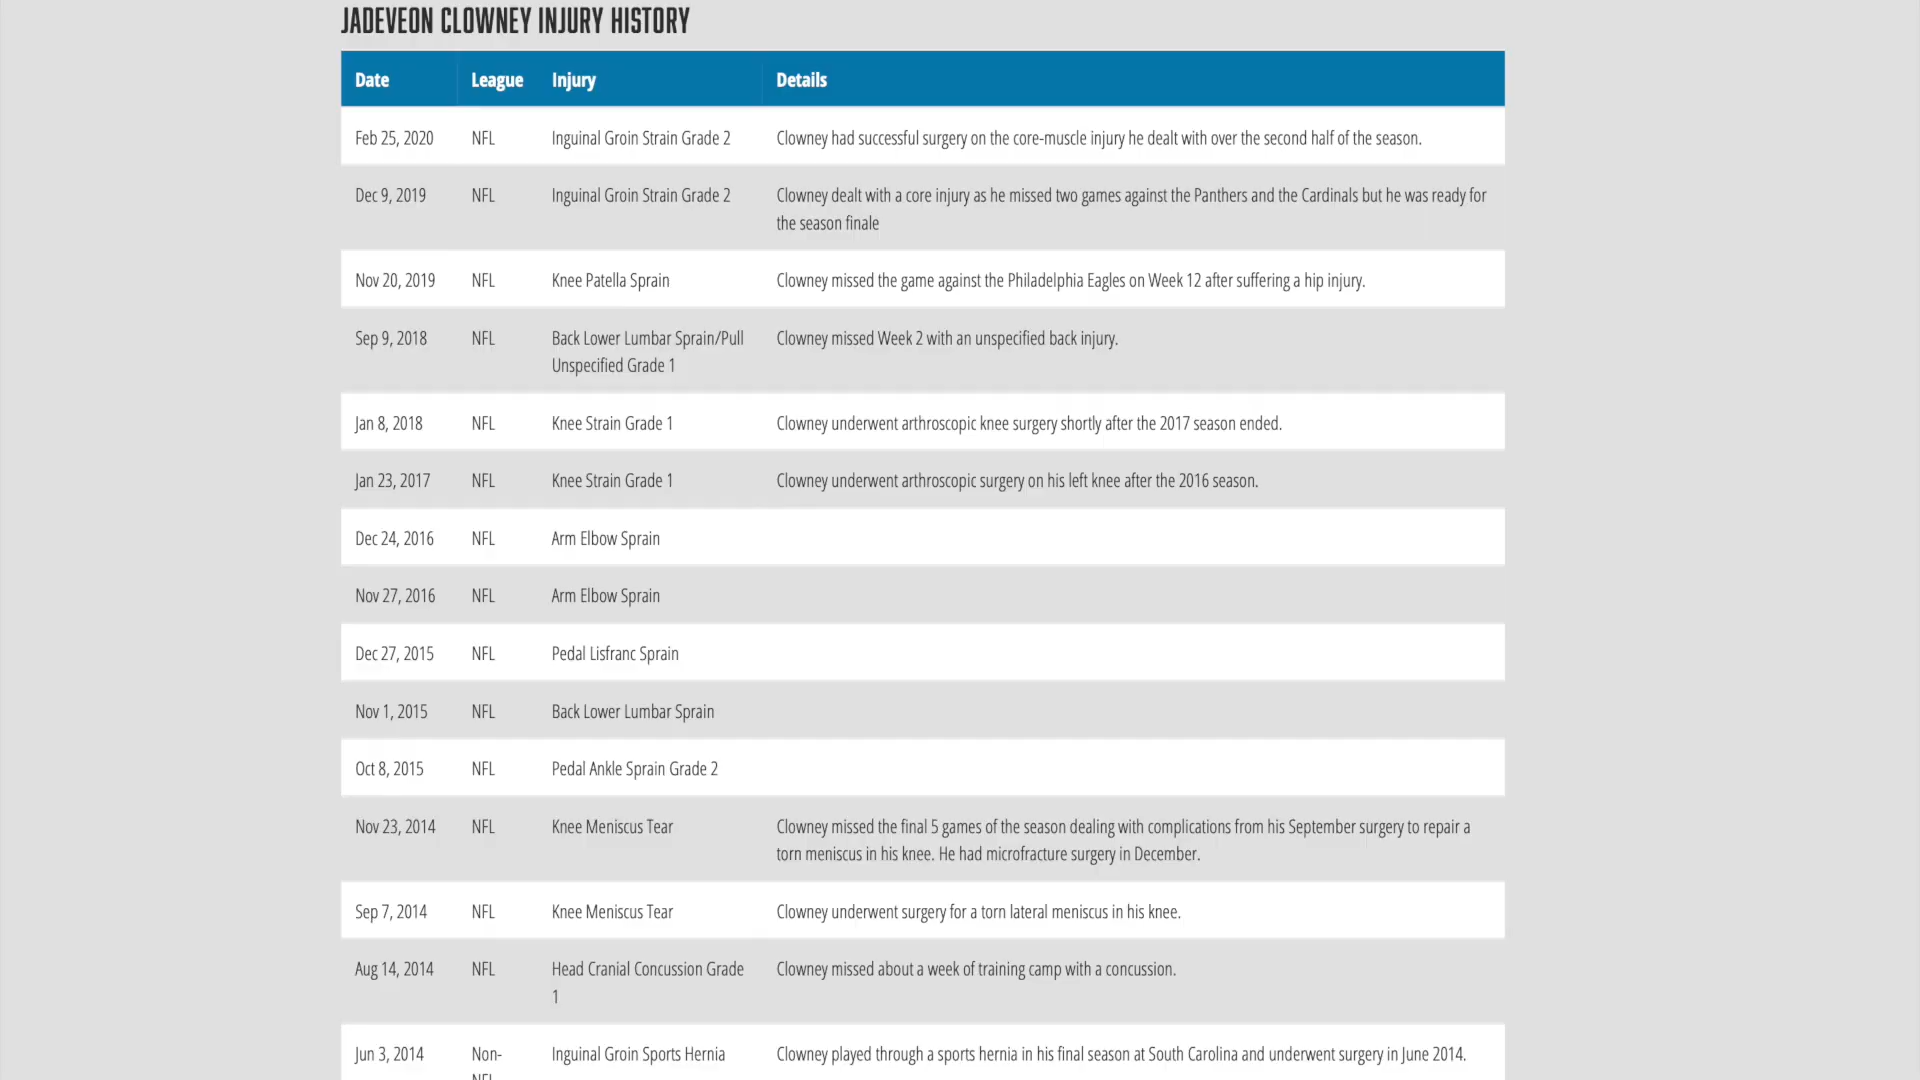 JADEVEON CLOWNEY INJURY HISTORY
Date League Injury Details
Feb 25, 2020 NFL Inguinal Groin Strain Grade 2 Clowney had successful surgery on the core-muscle injury he dealt with over the second half of the season.
Dec 9, 2019 NFL Inguinal Groin Strain Grade 2 Clowney dealt with a core injury as he missed two games against the Panthers and the Cardinals but he was ready for
the season finale
Nov 20, 2019 NFL Knee Patella Sprain Clowney missed the game against the Philadelphia Eagles on Week 12 after suffering a hip injury.
Sep 9, 2018 NFL Back Lower Lumbar Sprain/Pull Clowney missed Week 2 with an unspecified back injury.
Unspecified Grade 1
Jan 8, 2018 NFL Knee Strain Grade 1 Clowney underwent arthroscopic knee surgery shortly after the 2017 season ended.
Jan 23, 2017 NFL Knee Strain Grade 1 Clowney underwent arthroscopic surgery on his left knee after the 2016 season.
Dec 24, 2016 NFL Arm Elbow Sprain
Nov 27, 2016 NFL Arm Elbow Sprain
Dec 27, 2015 NFL Pedal Lisfranc Sprain
Nov 1, 2015 NFL Back Lower Lumbar Sprain
Oct 8, 2015 NFL Pedal Ankle Sprain Grade 2
Nov 23, 2014 NFL Knee Meniscus Tear Clowney missed the final 5 games of the season dealing with complications from his September surgery to repair a
torn meniscus in his knee. He had microfracture surgery in December.
Sep 7, 2014 NFL Knee Meniscus Tear Clowney underwent surgery for a torn lateral meniscus in his knee.
Aug 14, 2014 NFL Head Cranial Concussion Grade Clowney missed about a week of training camp with a concussion.
1
Jun 3, 2014 Non- Inguinal Groin Sports Hernia Clowney played through a sports hernia in his final season at South Carolina and underwent surgery in June 2014.
NFL